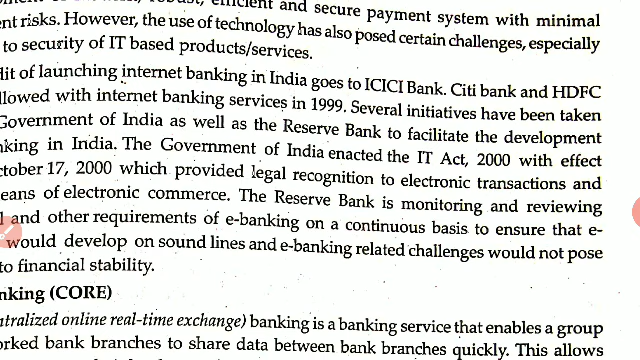 robust, efficient and secure payment system with minimal
ent risks. However, the use of technology has also posed certain challenges, especially
to security of IT based products/services.
dit of launching internet banking in India goes to ICICI Bank. Citi bank and HDFC
llowed with internet banking services in 1999. Several initiatives have been taken
Government of India as well as the Reserve Bank to facilitate the development
nking in India. The Government of India enacted the IT Act, 2000 with effect
ctober 17, 2000 which provided legal recognition to electronic transactions and
eans of electronic commerce. The Reserve Bank is monitoring and reviewing
l and other requirements of e-banking on a continuous basis to ensure that e-
would develop on sound lines and e-banking related challenges would not pose
to financial stability.
nking (CORE)
ntralized online real-time exchange) banking is a banking service that enables a group
orked bank branches to share data between bank branches quickly. This allows